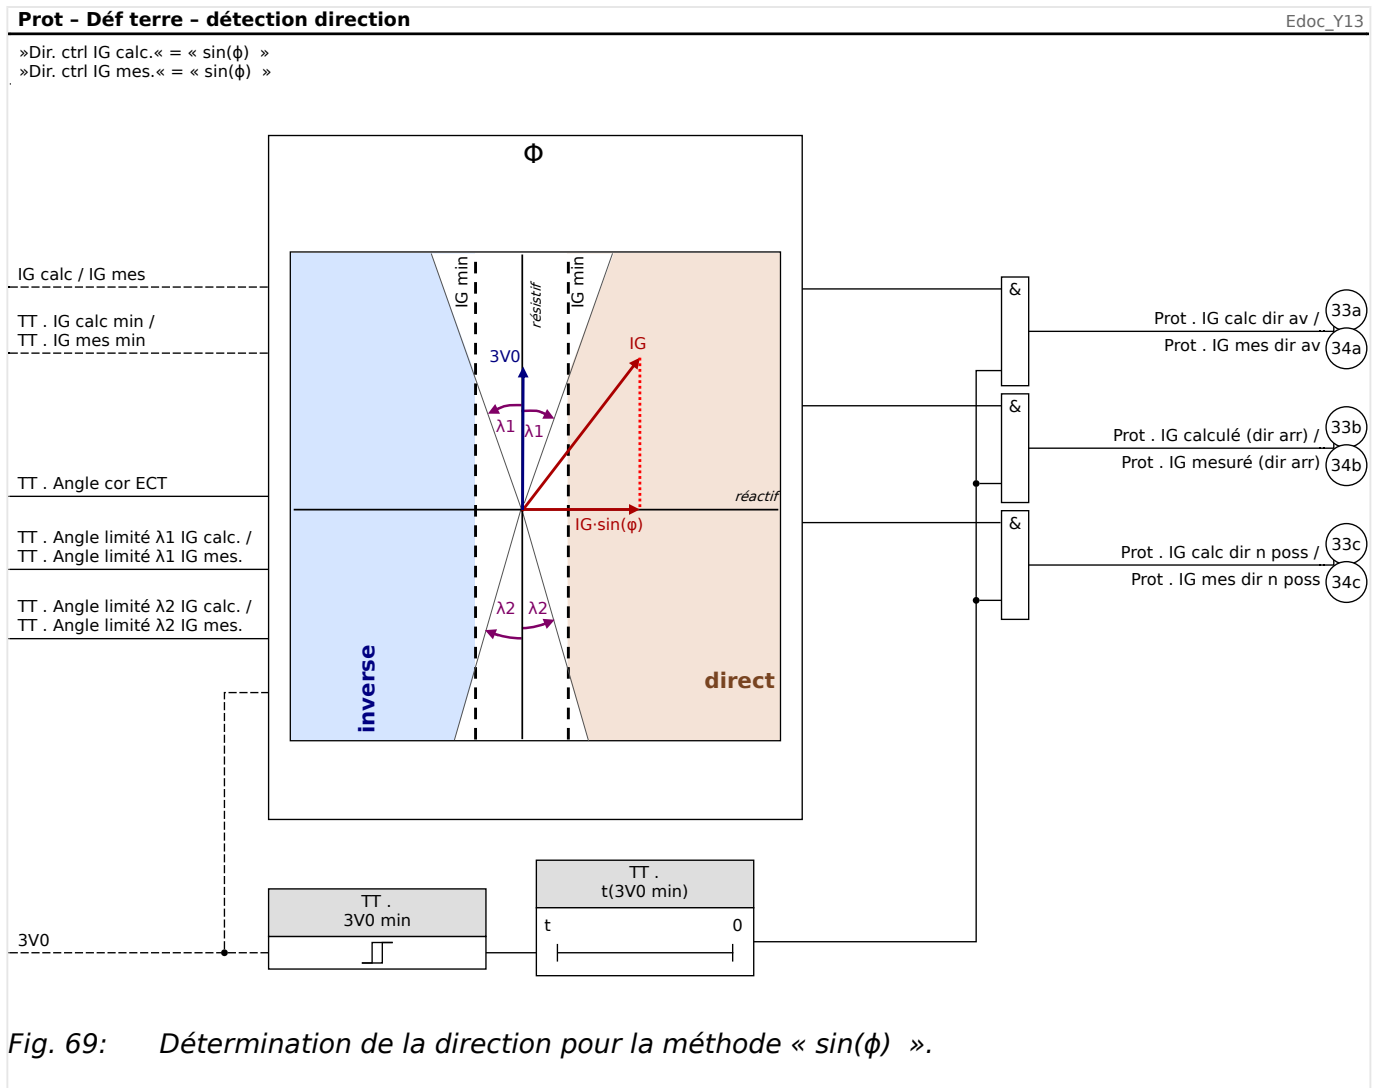 Prot – Déf terre – détection direction
Edoc_Y13
»Dir. ctrl IG calc.« = « sin(ϕ)  »
»Dir. ctrl IG mes.« = « sin(ϕ)  »
Φ
IG calc / IG mes
TT . IG calc min /
TT . IG mes min
TT . Angle cor ECT
TT . Angle limité λ1 IG calc. /
TT . Angle limité λ1 IG mes.
TT . Angle limité λ2 IG calc. /
TT . Angle limité λ2 IG mes.
3V0
IG min
résistif
IG min
3V0
IG
λ1
λ1
réactif
IG·sin(φ)
λ2
λ2
inverse
direct
&
Prot . IG calc dir av /
33a
Prot . IG mes dir av
34a
&
Prot . IG calculé (dir arr) /
33b
Prot . IG mesuré (dir arr)
34b
&
Prot . IG calc dir n poss /
33c
Prot . IG mes dir n poss
34c
TT .
3V0 min
TT .
t(3V0 min)
t
0
Fig. 69: Détermination de la direction pour la méthode « sin(ϕ)  ».